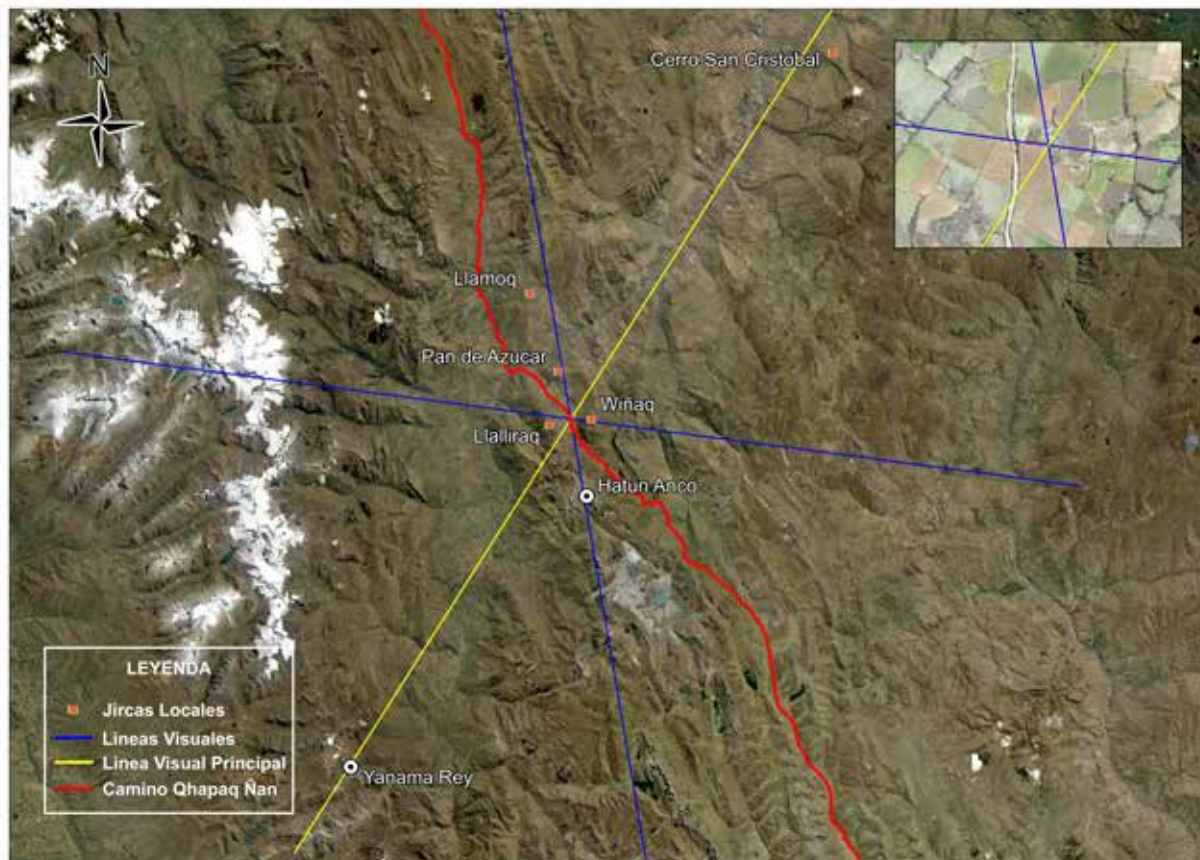 N
Cerro San Cristóbal
Llamoq
Pan de Azucar
Wiñaq
Llalliraq
Hatun Anco
Yanama Rey
LEYENDA
Jircas Locales
Lineas Visuales
Linea Visual Principal
Camino Qhapaq Ñan